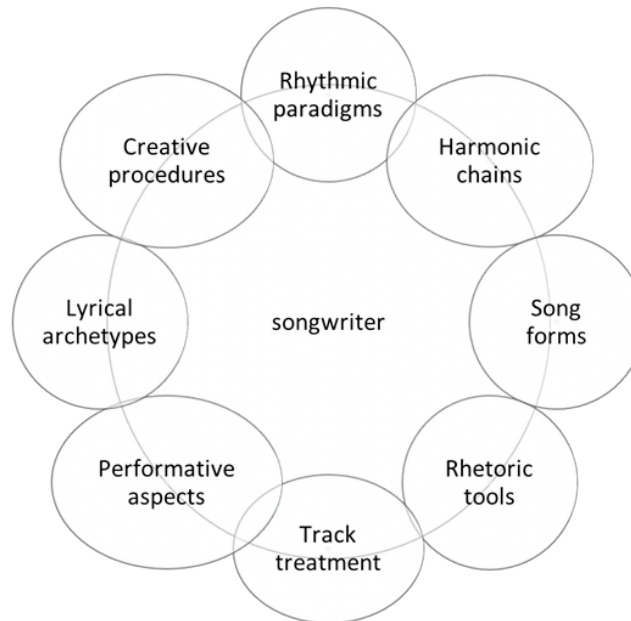 Rhythmic
paradigms
Harmonic
chains
Song
forms
Rhetoric
tools
Track
treatment
Performative
aspects
Lyrical
archetypes
Creative
procedures
songwriter